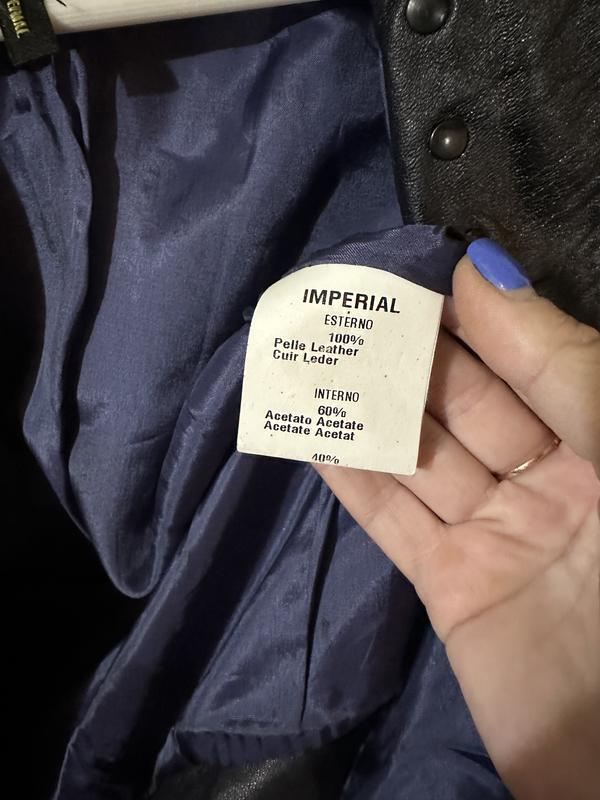 IMPERIAL
ESTERNO
100%
Pelle Leather
Cuir Leder
INTERNO
60%
Acetato Acetate
Acetate Acetat
40%